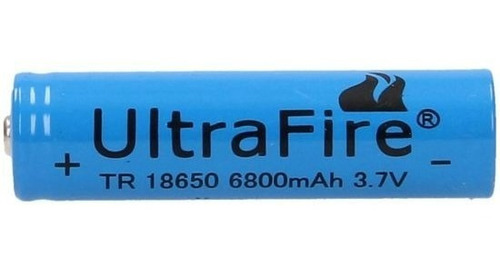 UltraFire®
+ -
TR 18650 6800mAh 3.7V